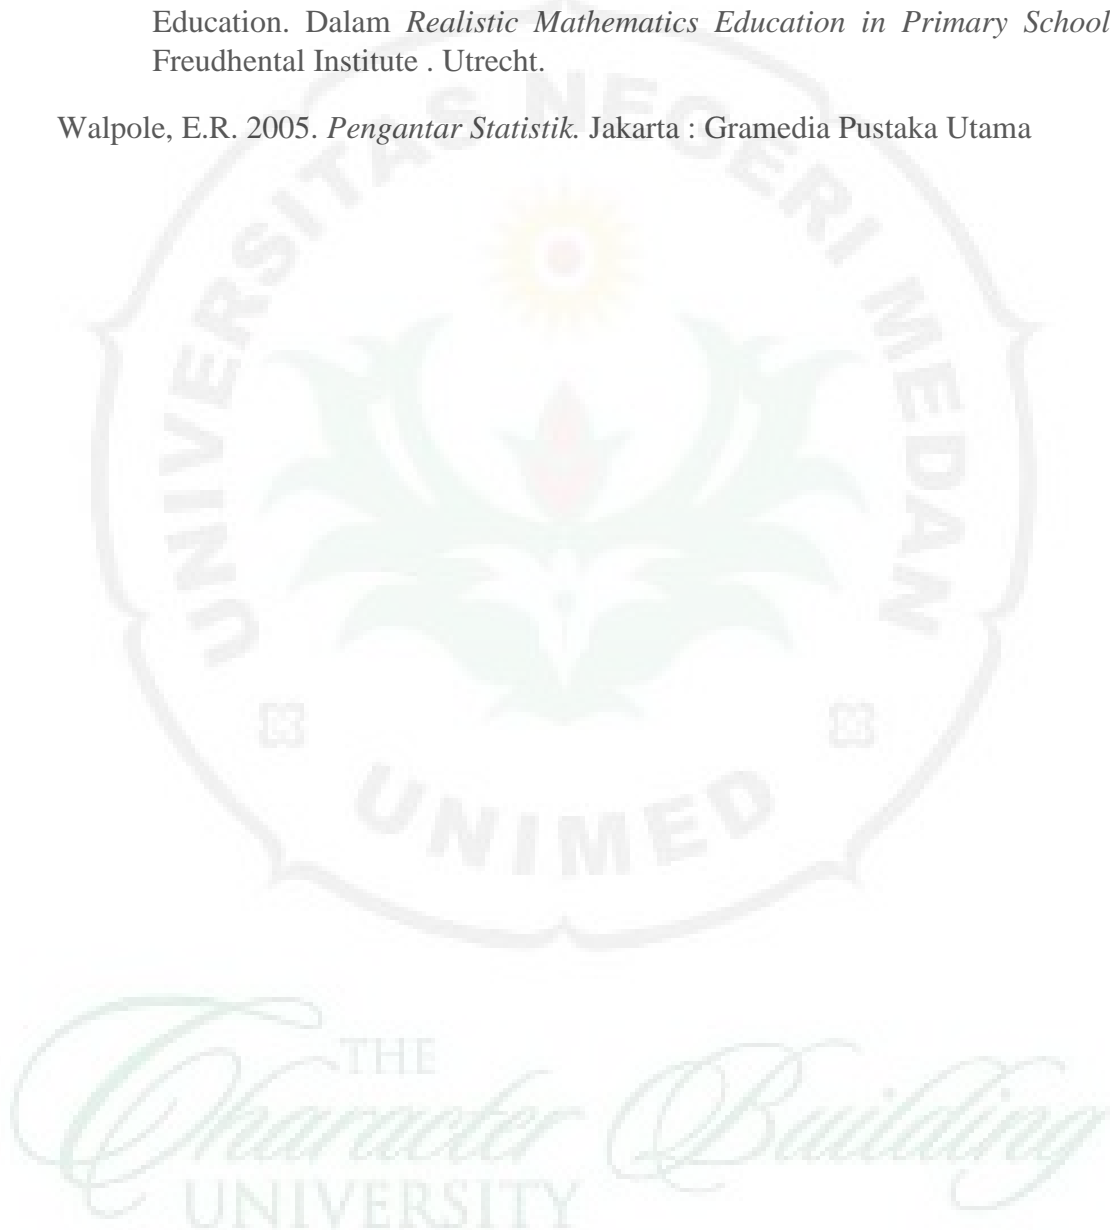 Education. Dalam Realistic Mathematics Education in Primary School
Freudhental Institute . Utrecht.
Walpole, E.R. 2005. Pengantar Statistik. Jakarta : Gramedia Pustaka Utama
UNIVERSITAS NEGERI MEDAN
UNIMED
THE
Character Building
UNIVERSITY